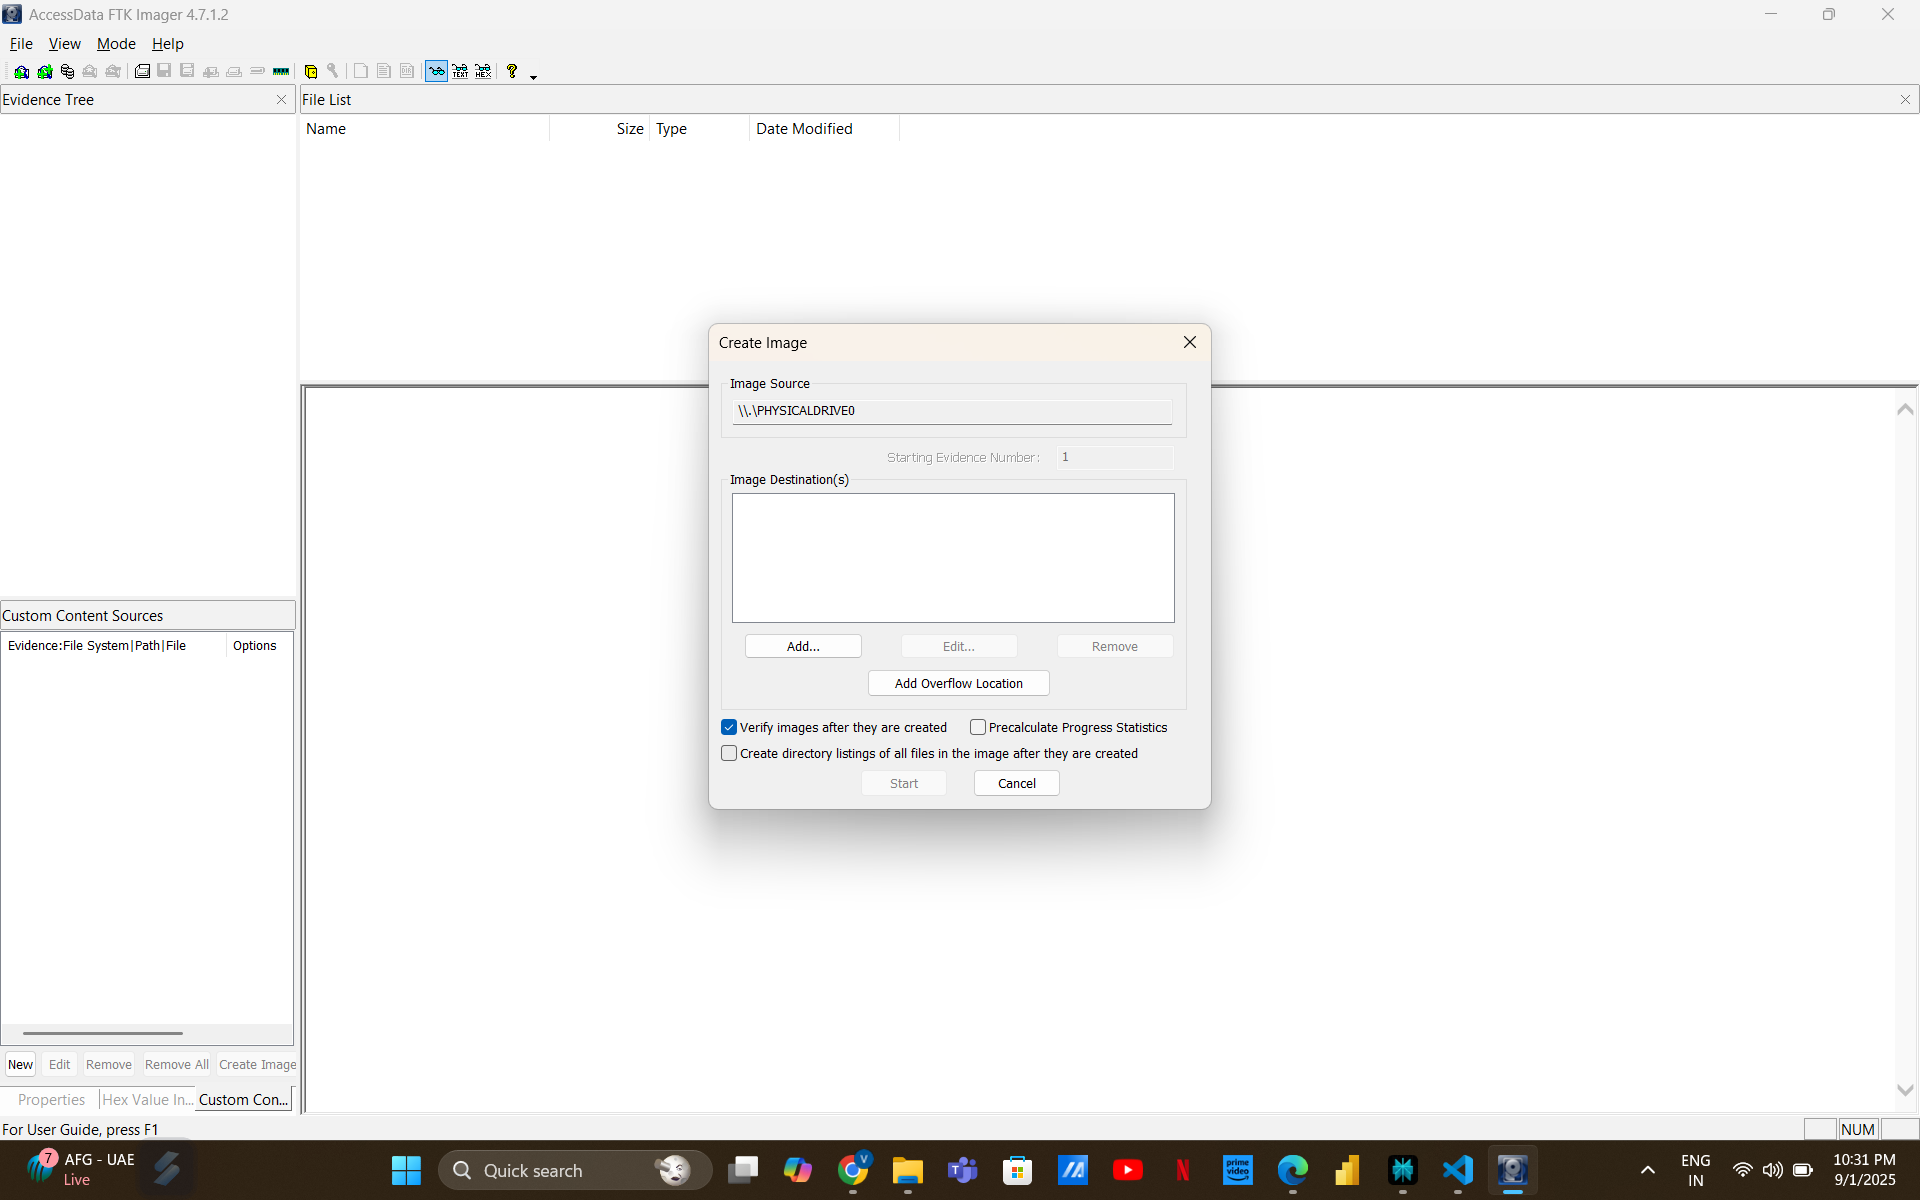 AccessData FTK Imager 4.7.1.2
File View Mode Help
TEXT HEX ?
Evidence Tree
File List
Name Size Type Date Modified
Create Image
Image Source
\\.\PHYSICALDRIVE0
Starting Evidence Number: 1
Image Destination(s)
Add... Edit... Remove
Add Overflow Location
Verify images after they are created Precalculate Progress Statistics
Create directory listings of all files in the image after they are created
Start Cancel
Custom Content Sources
Evidence:File System|Path|File Options
New Edit Remove Remove All Create Image
Properties Hex Value In... Custom Con...
For User Guide, press F1
NUM
7 AFG - UAE
Live
Quick search
V
prime video
N
ENG
IN
10:31 PM
9/1/2025